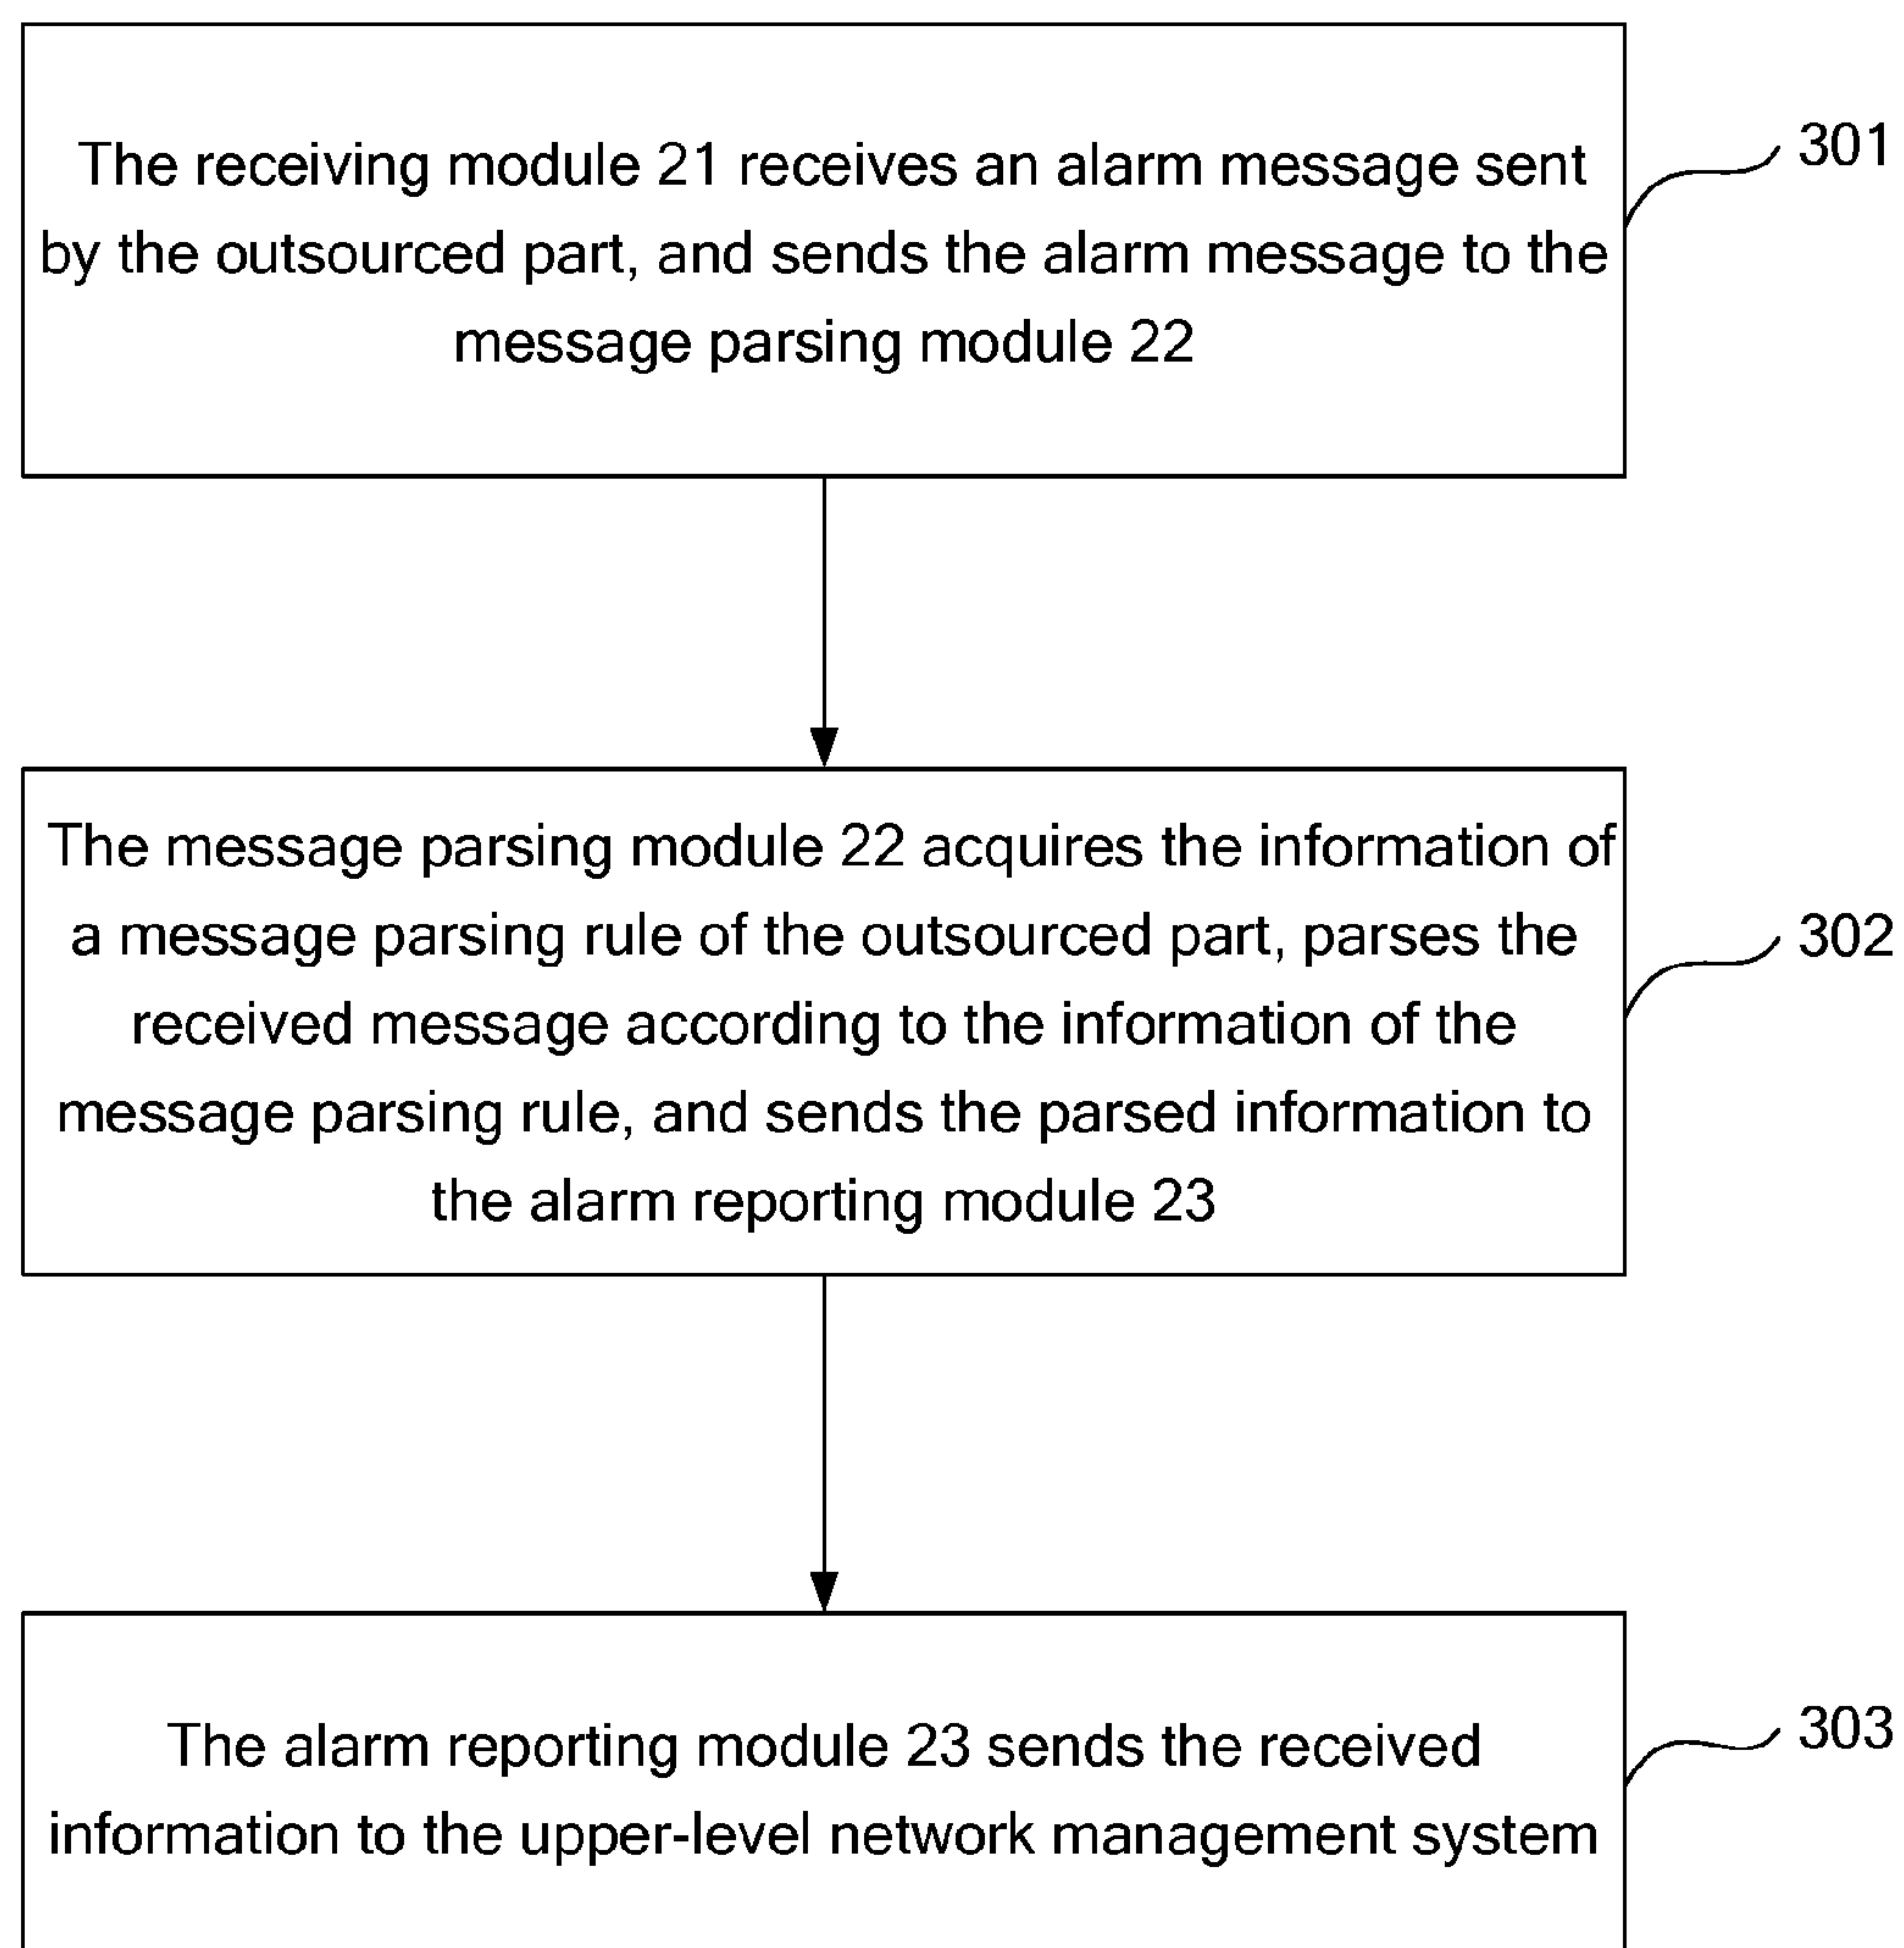 The receiving module 21 receives an alarm message sent
by the outsourced part, and sends the alarm message to the
message parsing module 22
301
The message parsing module 22 acquires the information of
a message parsing rule of the outsourced part, parses the
received message according to the information of the
message parsing rule, and sends the parsed information to
the alarm reporting module 23
302
The alarm reporting module 23 sends the received
information to the upper-level network management system
303